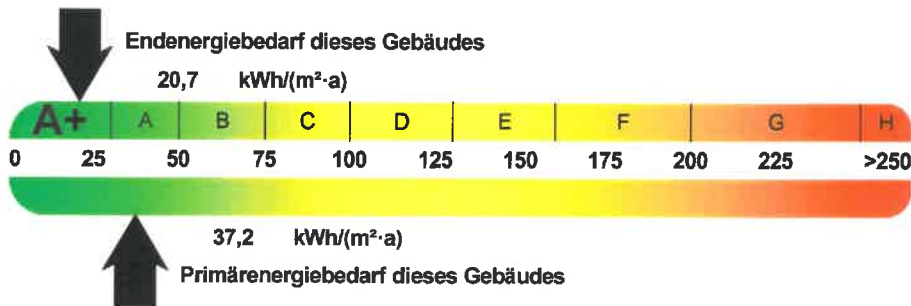 Endenergiebedarf dieses Gebäudes
20,7 kWh/(m²·a)
A+ A B C D E F G H
0 25 50 75 100 125 150 175 200 225 >250
37,2 kWh/(m²·a)
Primärenergiebedarf dieses Gebäudes